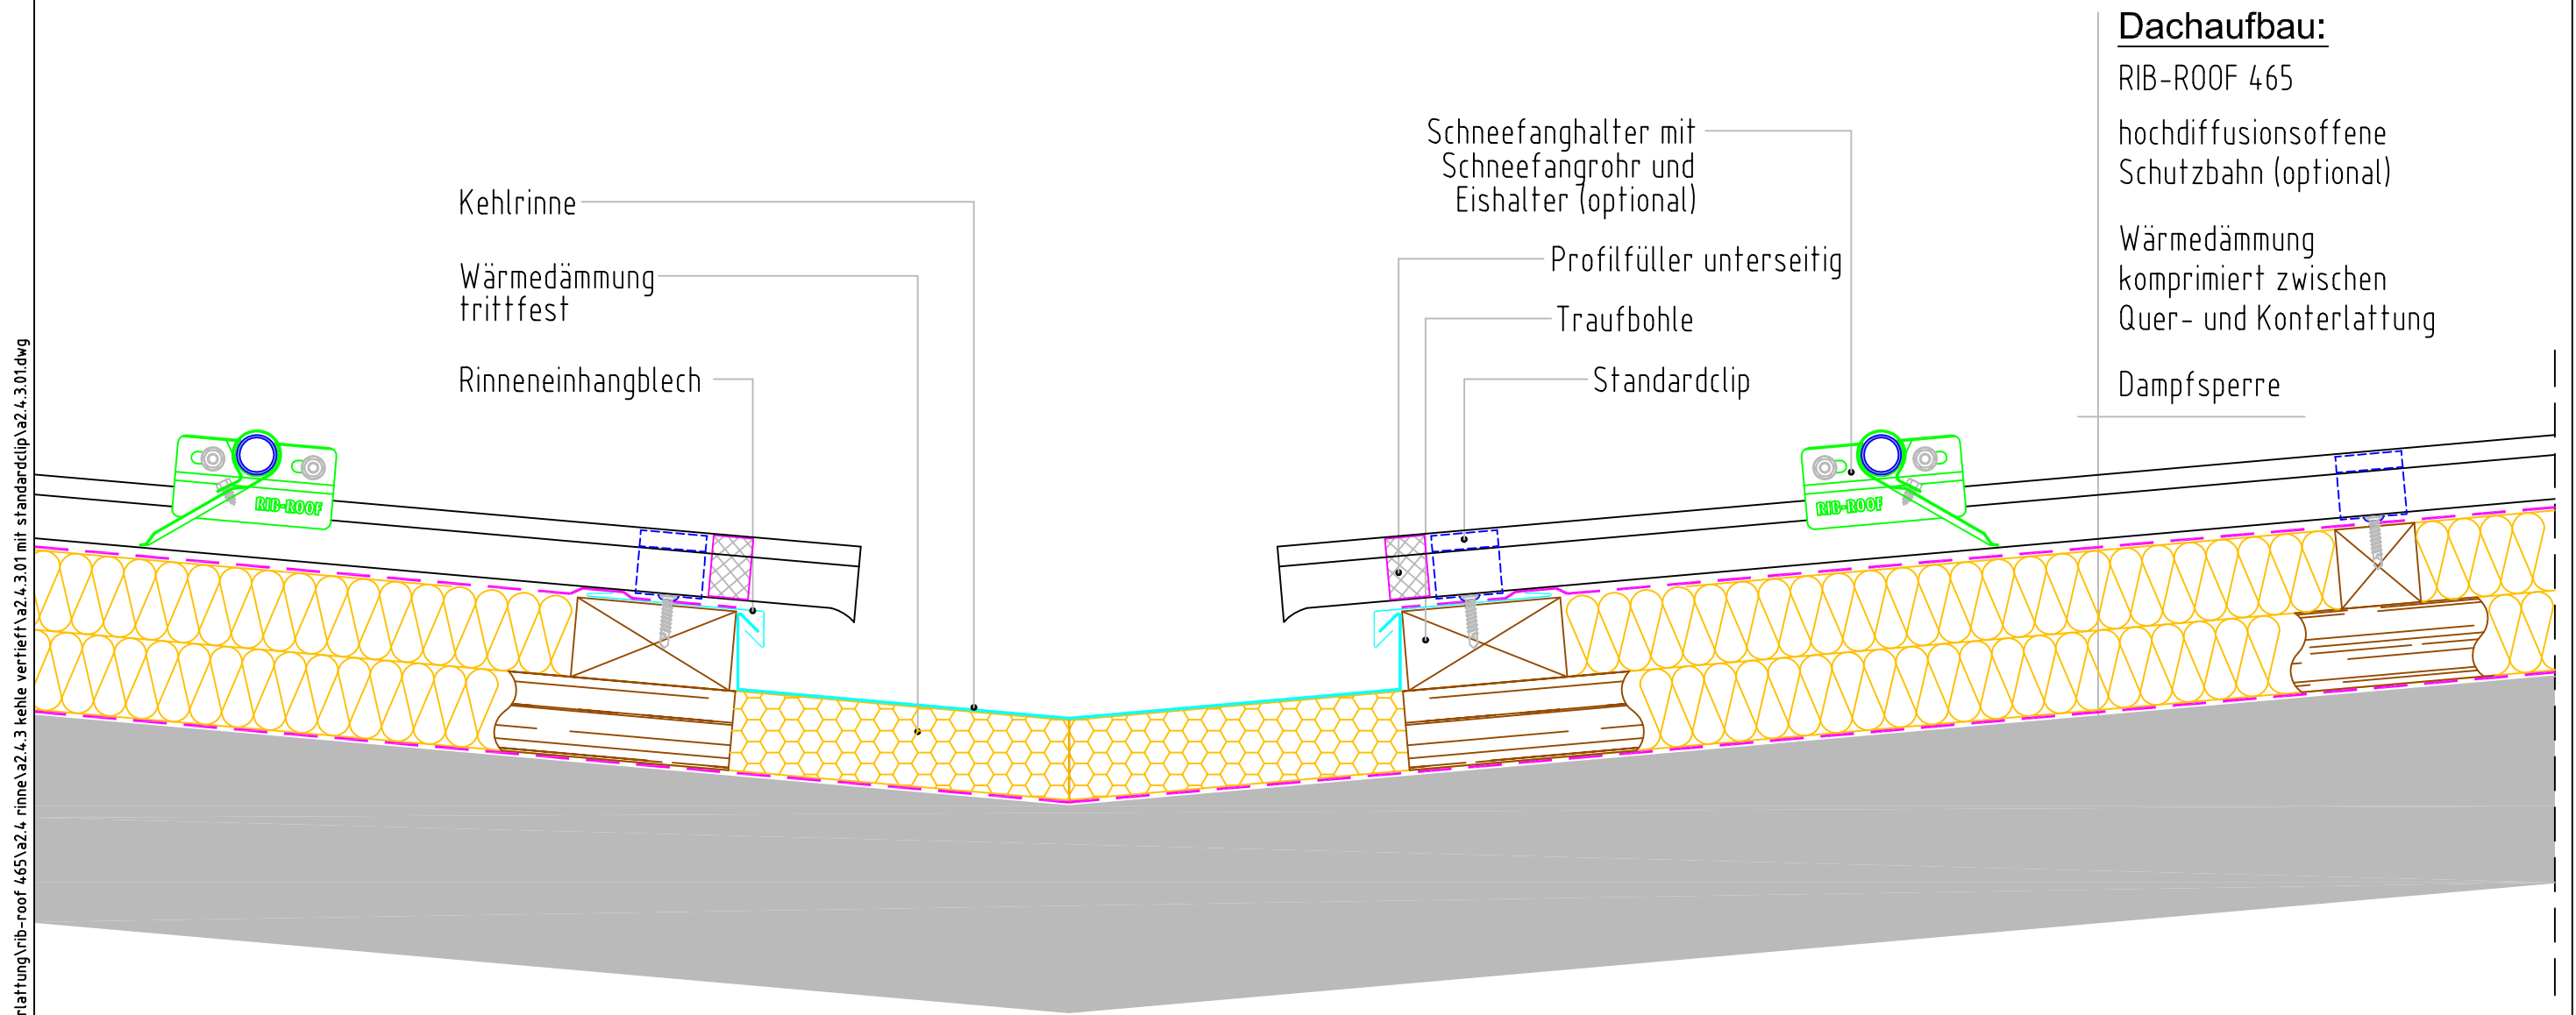 Dachaufbau:
RIB-ROOF 465
hochdiffusionsoffene
Schutzbahn (optional)
Wärmedämmung
komprimiert zwischen
Quer- und Konterlattung
Dampfsperre
Schneefanghalter mit
Schneefangrohr und
Eishalter (optional)
Profilfüller unterseitig
Traufbohle
Standardclip
Kehlrinne
Wärmedämmung
trittfest
Rinneneinhangblech
RIB-ROOF
RIB-ROOF
rlattung\rib-roof 465\a2.4 rinne\a2.4.3 kehle vertieft\a2.4.3.01 mit standardclip\a2.4.3.01.dwg